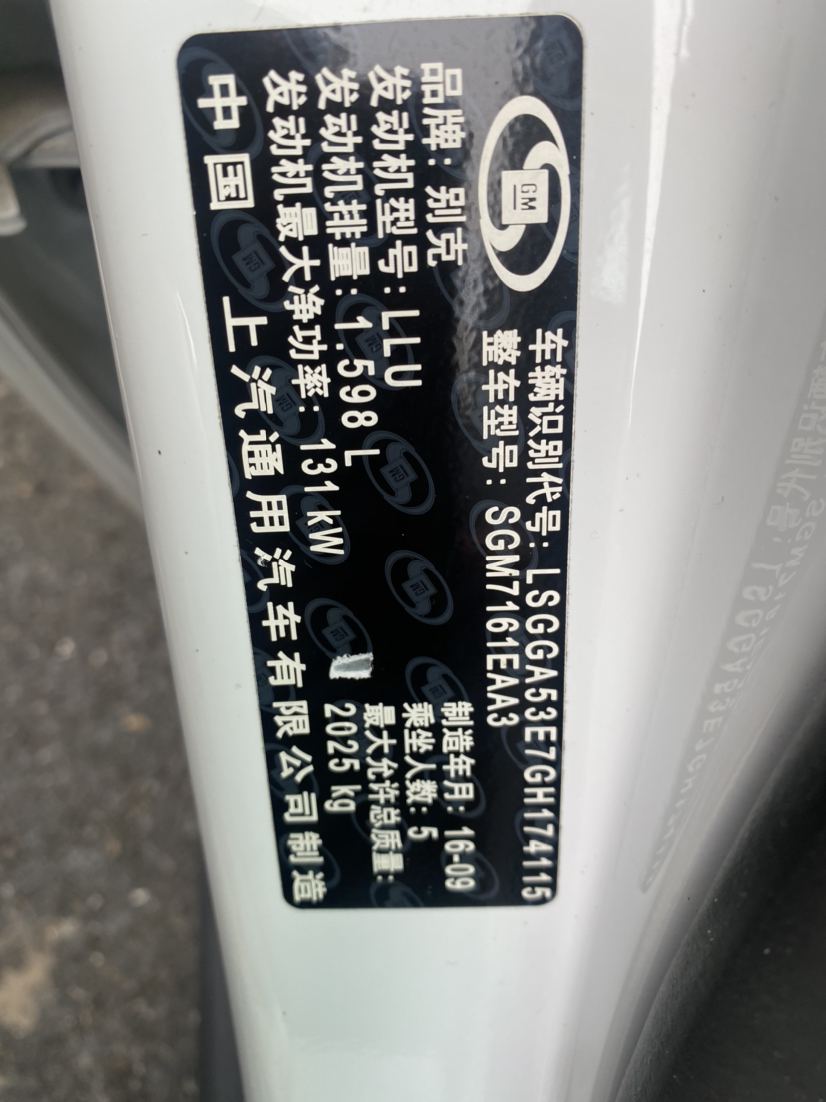 GM
车辆识别代号: LSGGA53E7GH174115
整车型号: SGM7161EAA3
品牌: 别克
发动机型号: LLU
发动机排量: 1.598 L
发动机最大净功率: 131 kW
制造年月: 16-09
乘坐人数: 5
最大允许总质量:
2025 kg
中国 上汽通用汽车有限公司制造